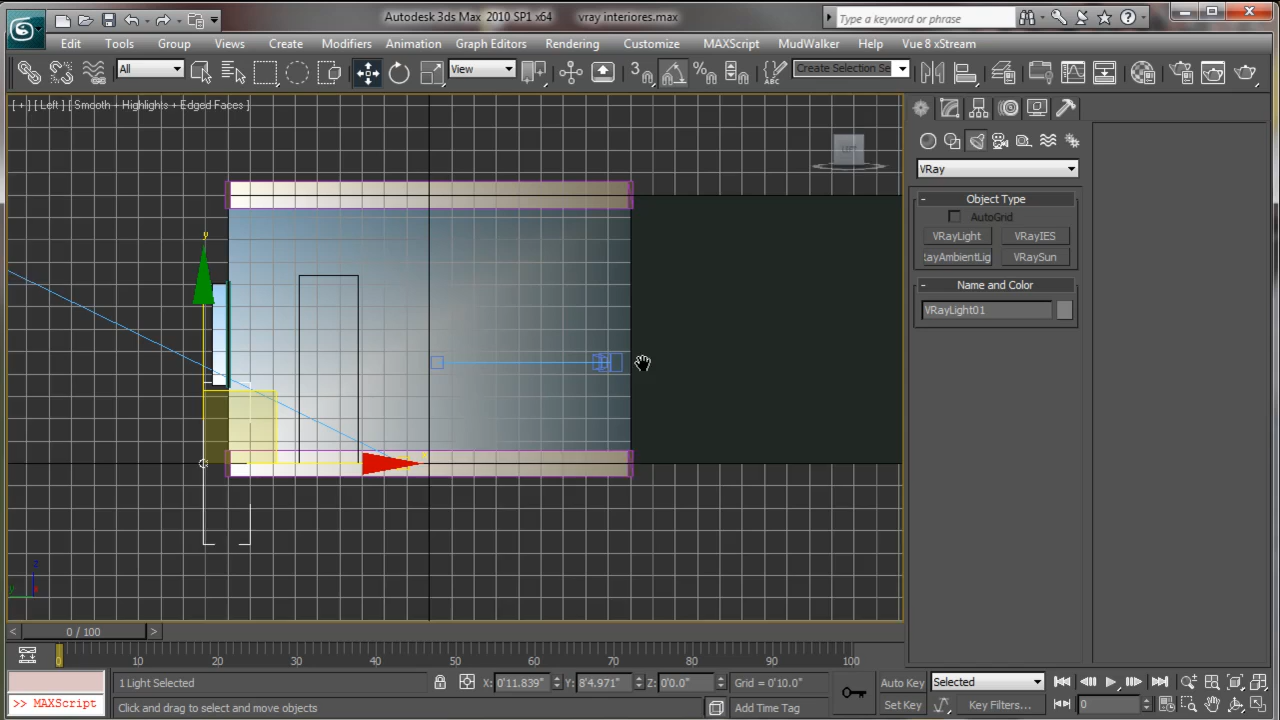 Autodesk 3ds Max 2010 SP1 x64 vray interiores.max
Type a keyword or phrase
Edit Tools Group Views Create Modifiers Animation Graph Editors Rendering Customize MAXScript MudWalker Help Vue 8 xStream
All View 3 ABC Create Selection Se
[ + ] [ Left ] [ Smooth + Highlights + Edged Faces ]
LEFT
VRay
- Object Type
AutoGrid
VRayLight VRayIES
RayAmbientLig VRaySun
- Name and Color
VRayLight01
y
z
y
< 0 / 100 >
0 10 20 30 40 50 60 70 80 90 100
1 Light Selected X: 0'11.839" Y: 8'4.971" Z: 0'0.0" Grid = 0'10.0" Auto Key Selected
>> MAXScript Click and drag to select and move objects Add Time Tag Set Key Key Filters... 0